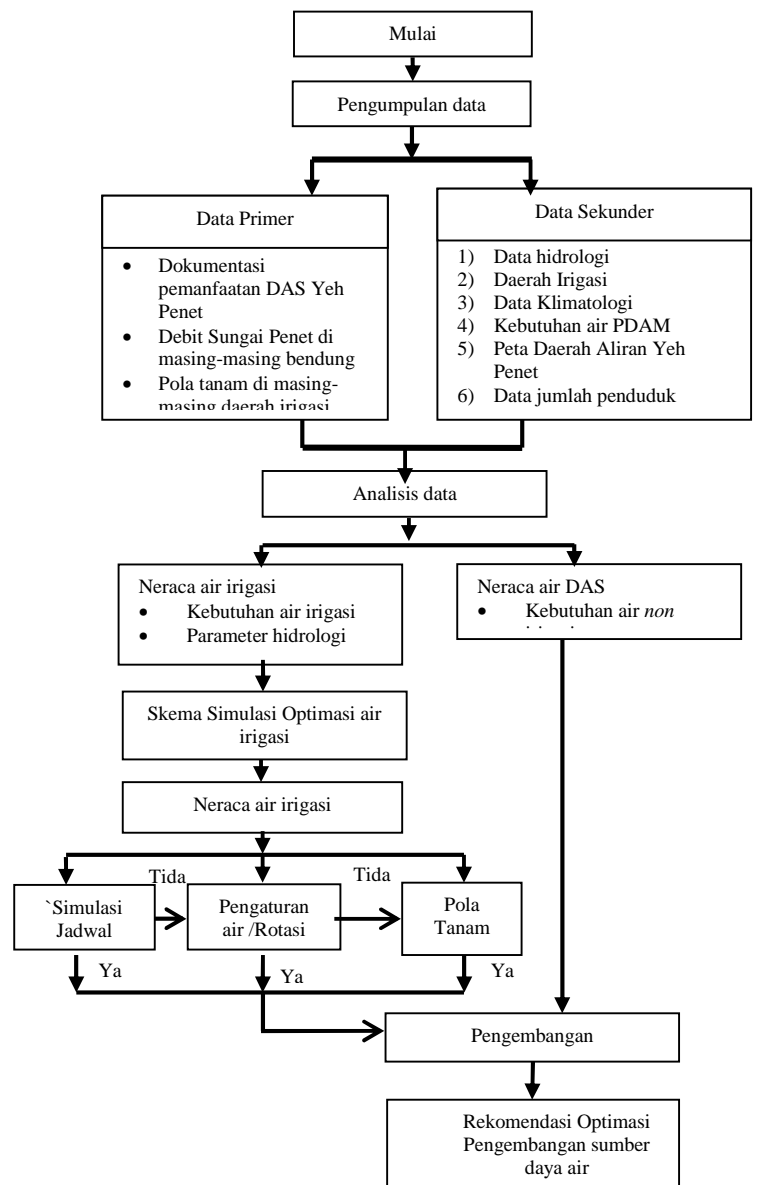 Mulai
Pengumpulan data
Data Primer
• Dokumentasi
pemanfaatan DAS Yeh
Penet
• Debit Sungai Penet di
masing-masing bendung
• Pola tanam di masing-
masing daerah irigasi
Data Sekunder
1) Data hidrologi
2) Daerah Irigasi
3) Data Klimatologi
4) Kebutuhan air PDAM
5) Peta Daerah Aliran Yeh
Penet
6) Data jumlah penduduk
Analisis data
Neraca air irigasi
• Kebutuhan air irigasi
• Parameter hidrologi
Neraca air DAS
• Kebutuhan air non
Skema Simulasi Optimasi air
irigasi
Neraca air irigasi
`Simulasi
Jadwal
Tida
Pengaturan
air /Rotasi
Tida
Pola
Tanam
Ya
Ya
Ya
Pengembangan
Rekomendasi Optimasi
Pengembangan sumber
daya air